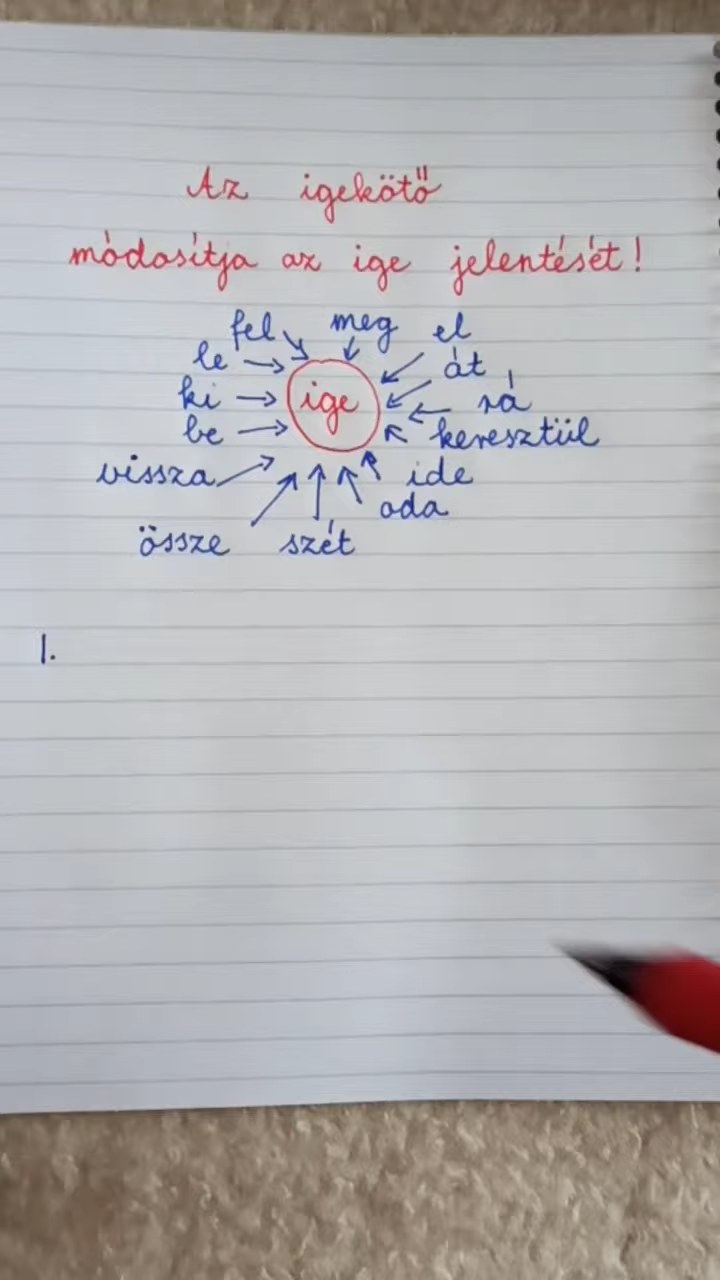 Az igekötő
módosítja az ige jelentését!
fel meg el
le át
ki ige rá
be keresztül
vissza ide
oda
össze szét
1.